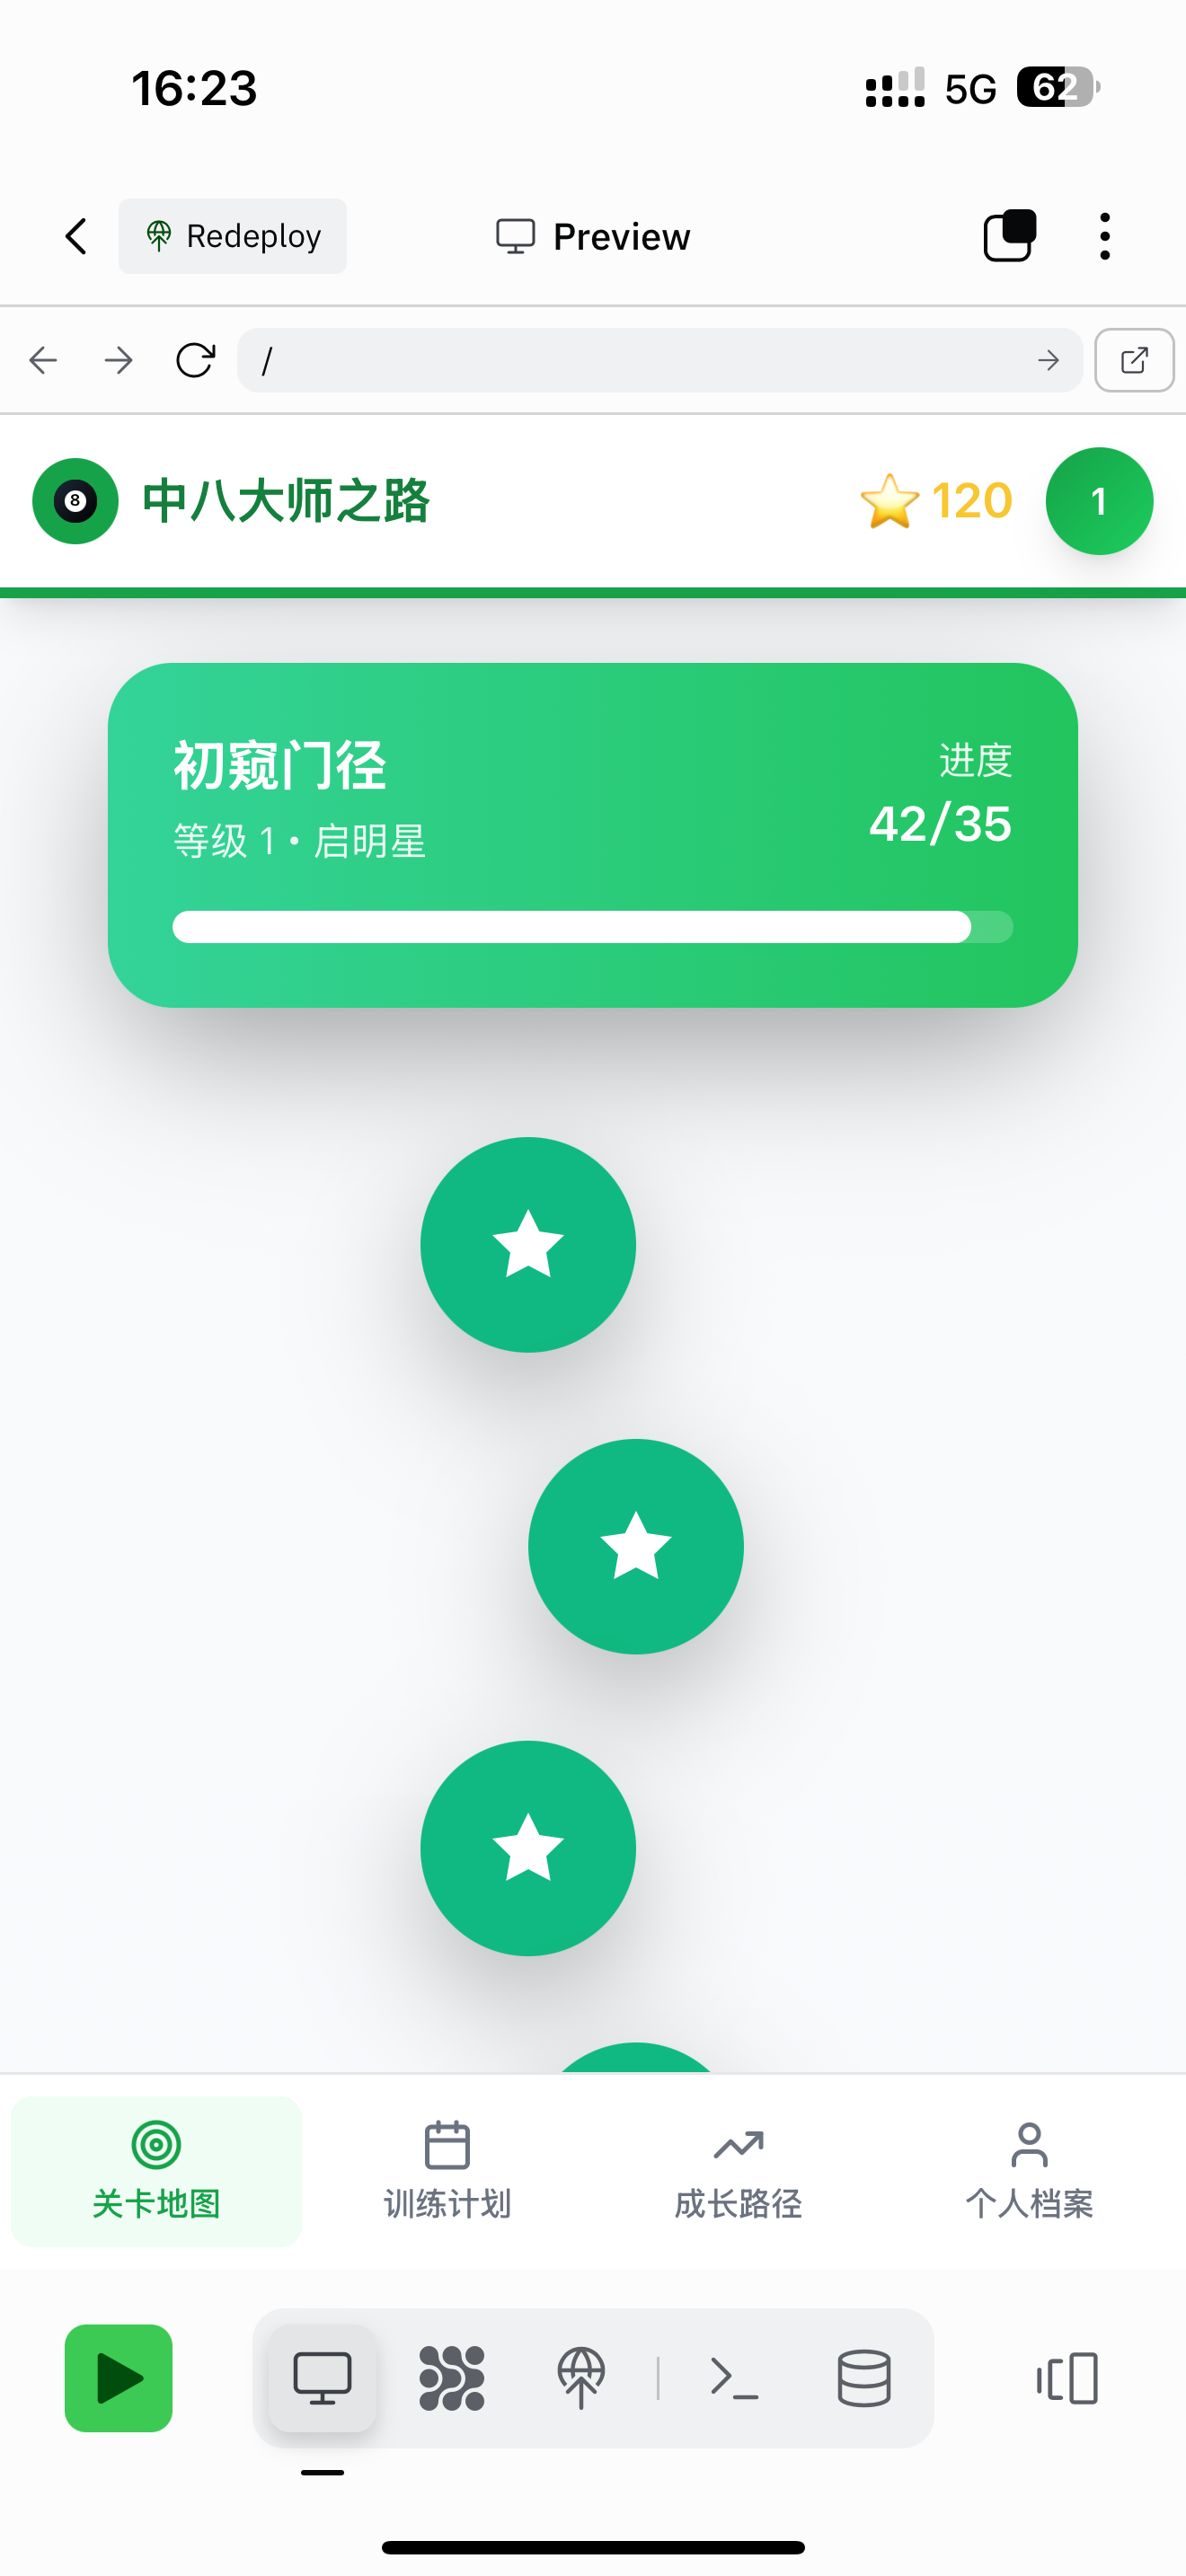 16:23
5G
62
Redeploy
Preview
/
8
中八大师之路
120
1
初窥门径
进度
等级 1 • 启明星
42/35
关卡地图
训练计划
成长路径
个人档案